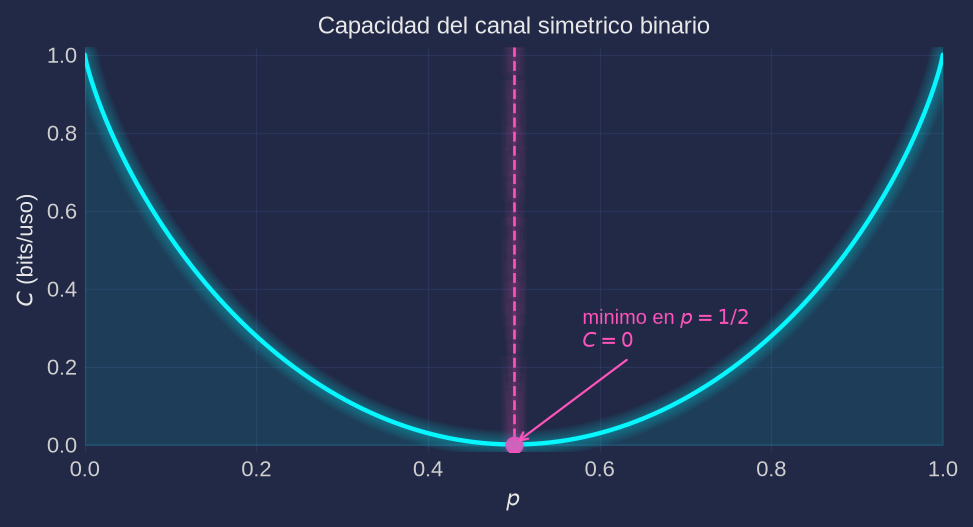 Capacidad del canal simetrico binario
1.0
0.8
0.6
0.4
0.2
0.0
C (bits/uso)
minimo en p = 1/2
C = 0
0.0 0.2 0.4 0.6 0.8 1.0
p